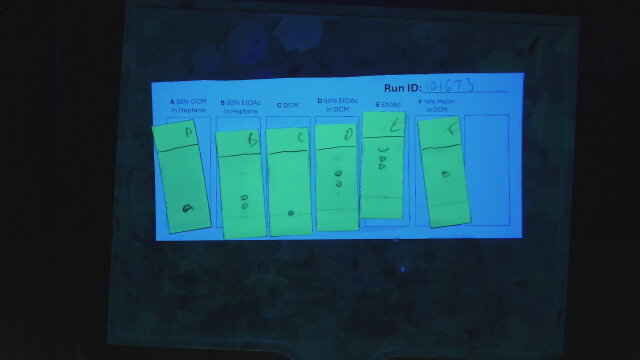 Run ID: 101673
A 50% DCM
in Heptane
B 50% EtOAc
in Heptane
C DCM
D 50% EtOAc
in DCM
E EtOAc
F 10% MeOH
in DCM
B
C
D
E
F